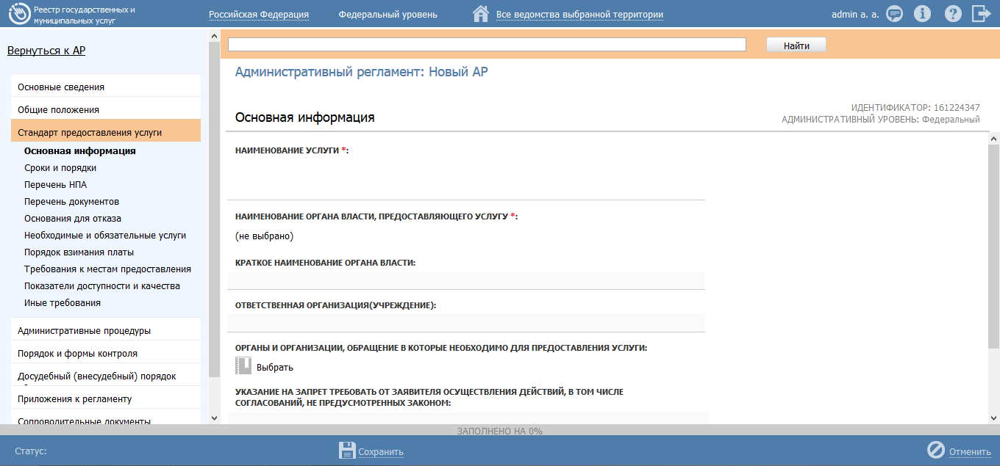 Реестр государственных и
муниципальных услуг
Российская Федерация
Федеральный уровень
Все ведомства выбранной территории
admin a. a.
Вернуться к АР
Найти
Административный регламент: Новый АР
Основные сведения
Общие положения
Стандарт предоставления услуги
Основная информация
Сроки и порядки
Перечень НПА
Перечень документов
Основания для отказа
Необходимые и обязательные услуги
Порядок взимания платы
Требования к местам предоставления
Показатели доступности и качества
Иные требования
Административные процедуры
Порядок и формы контроля
Досудебный (внесудебный) порядок
Приложения к регламенту
Сопроводительные документы
ИДЕНТИФИКАТОР: 161224347
АДМИНИСТРАТИВНЫЙ УРОВЕНЬ: Федеральный
Основная информация
НАИМЕНОВАНИЕ УСЛУГИ *:
НАИМЕНОВАНИЕ ОРГАНА ВЛАСТИ, ПРЕДОСТАВЛЯЮЩЕГО УСЛУГУ *:
(не выбрано)
КРАТКОЕ НАИМЕНОВАНИЕ ОРГАНА ВЛАСТИ:
ОТВЕТСТВЕННАЯ ОРГАНИЗАЦИЯ(УЧРЕЖДЕНИЕ):
ОРГАНЫ И ОРГАНИЗАЦИИ, ОБРАЩЕНИЕ В КОТОРЫЕ НЕОБХОДИМО ДЛЯ ПРЕДОСТАВЛЕНИЯ УСЛУГИ:
Выбрать
УКАЗАНИЕ НА ЗАПРЕТ ТРЕБОВАТЬ ОТ ЗАЯВИТЕЛЯ ОСУЩЕСТВЛЕНИЯ ДЕЙСТВИЙ, В ТОМ ЧИСЛЕ
СОГЛАСОВАНИЙ, НЕ ПРЕДУСМОТРЕННЫХ ЗАКОНОМ:
ЗАПОЛНЕНО НА 0%
Статус:
Сохранить
Отменить